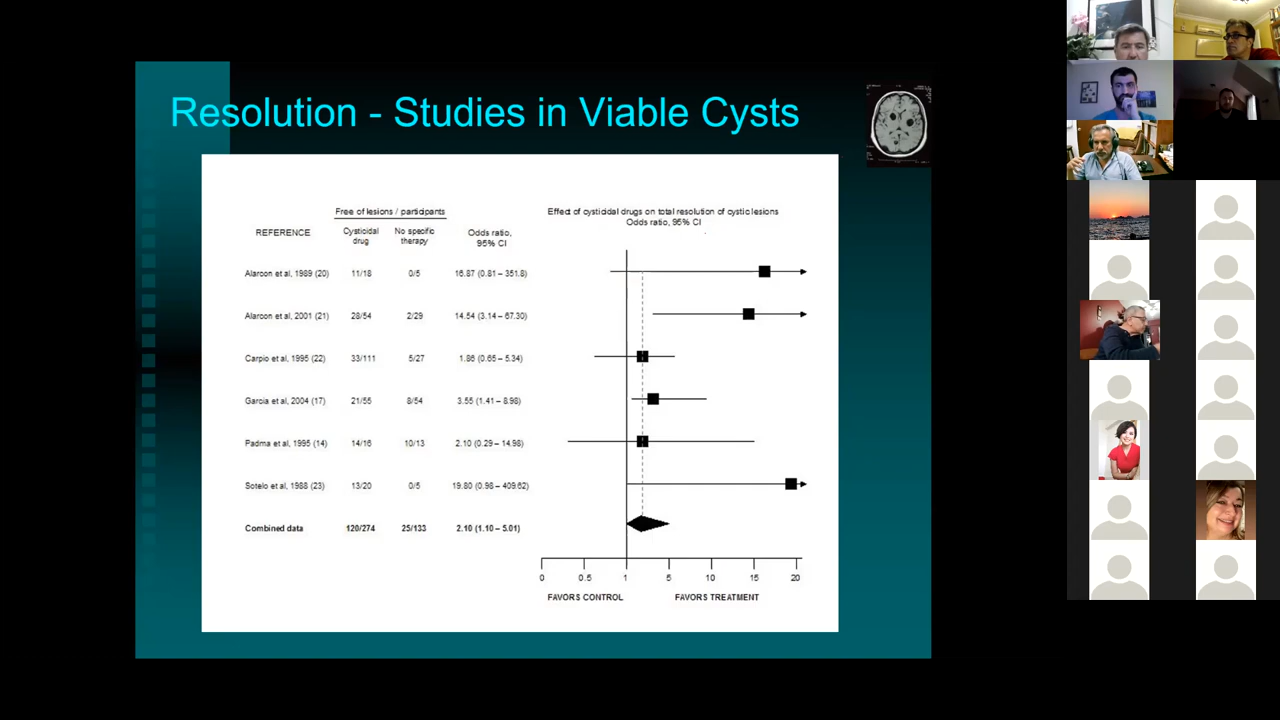 Resolution - Studies in Viable Cysts
Free of lesions / participants
Effect of cysticidal drugs on total resolution of cystic lesions
Odds ratio, 95% CI
REFERENCE
Cysticidal drug
No specific therapy
Odds ratio, 95% CI
Alarcon et al, 1989 (20) 11/18 0/5 16.87 (0.81 – 351.8)
Alarcon et al, 2001 (21) 28/54 2/29 14.54 (3.14 – 67.30)
Carpio et al, 1995 (22) 33/111 5/27 1.86 (0.65 – 5.34)
Garcia et al, 2004 (17) 21/55 8/54 3.55 (1.41 – 8.98)
Padma et al, 1995 (14) 14/16 10/13 2.10 (0.29 – 14.98)
Sotelo et al, 1988 (23) 13/20 0/5 19.80 (0.96 – 409.62)
Combined data 120/274 25/133 2.10 (1.10 – 5.01)
0 0.5 1 5 10 15 20
FAVORS CONTROL FAVORS TREATMENT